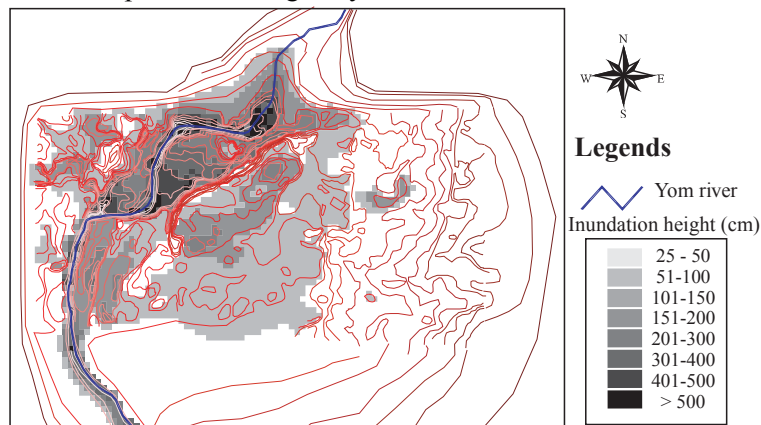 N
W E
S
Legends
Yom river
Inundation height (cm)
25 - 50
51-100
101-150
151-200
201-300
301-400
401-500
> 500